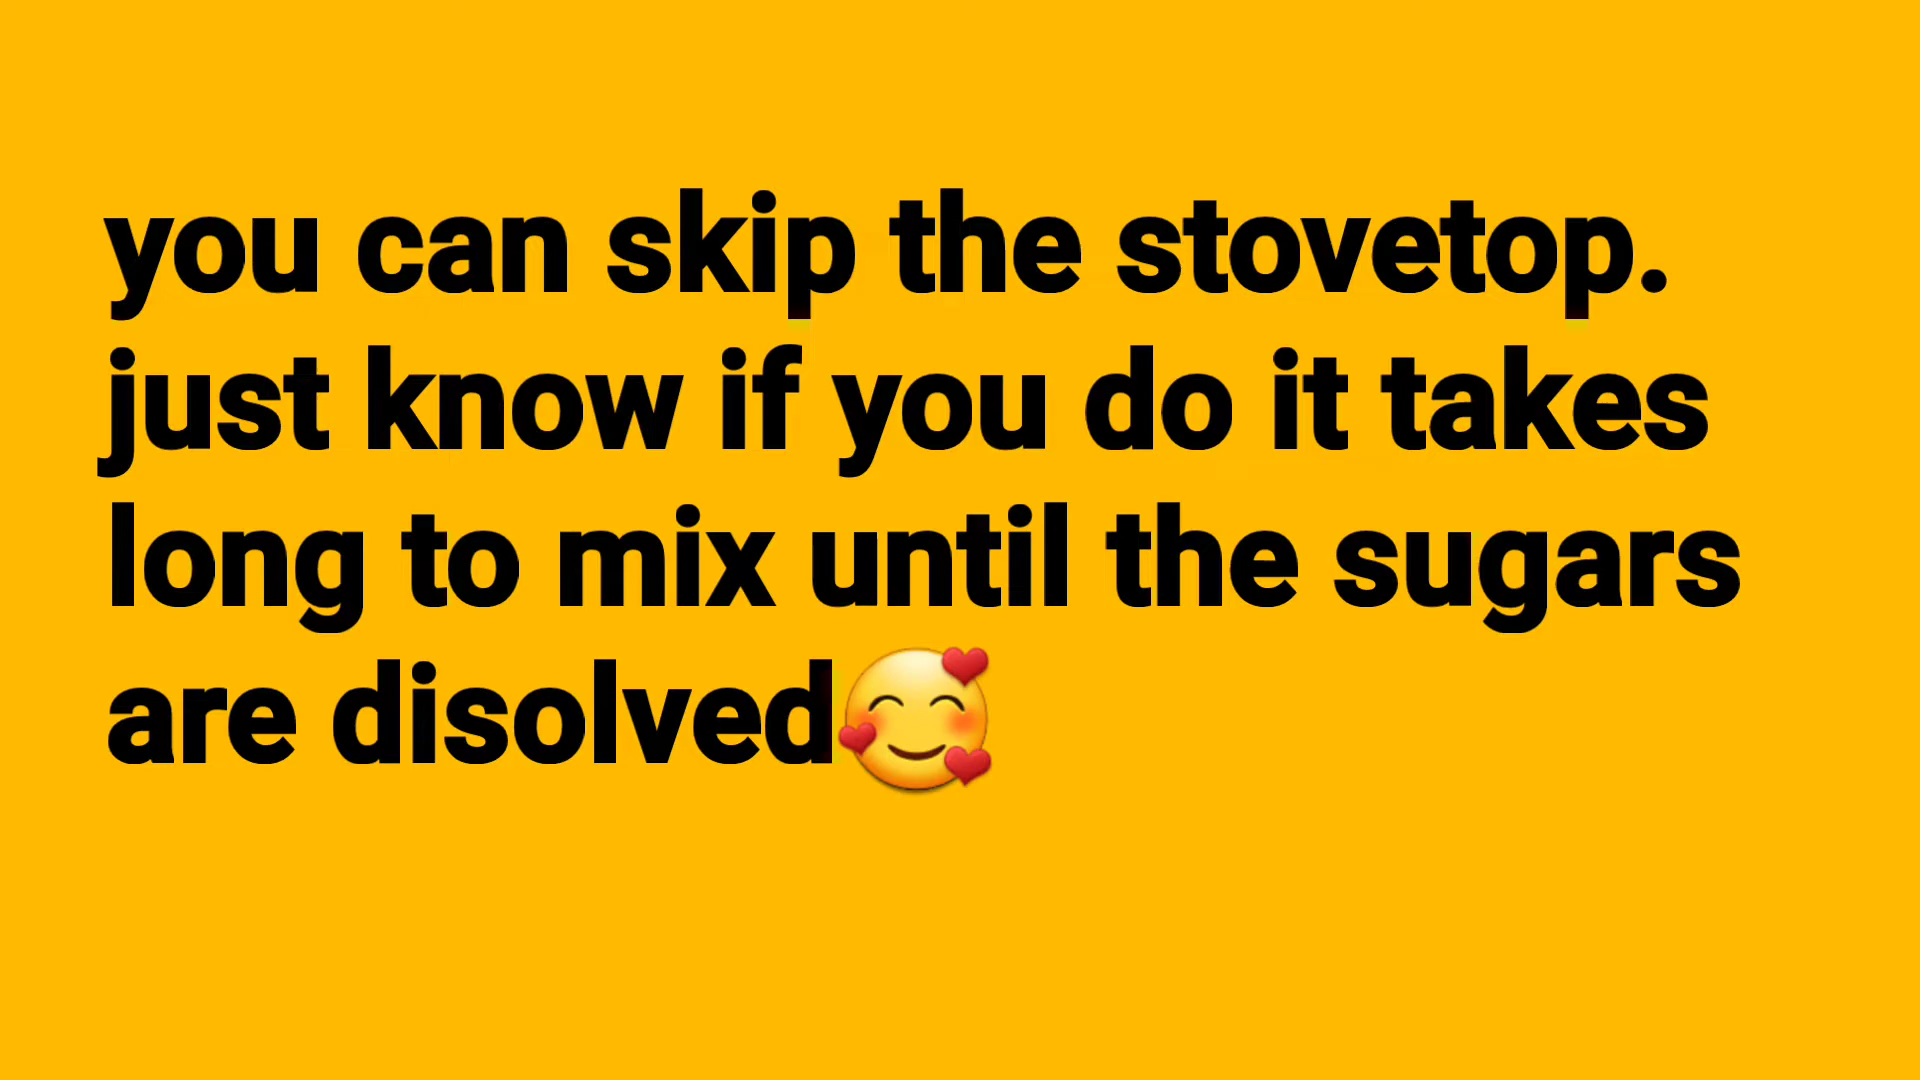 you can skip the stovetop.
just know if you do it takes
long to mix until the sugars
are disolved🥰